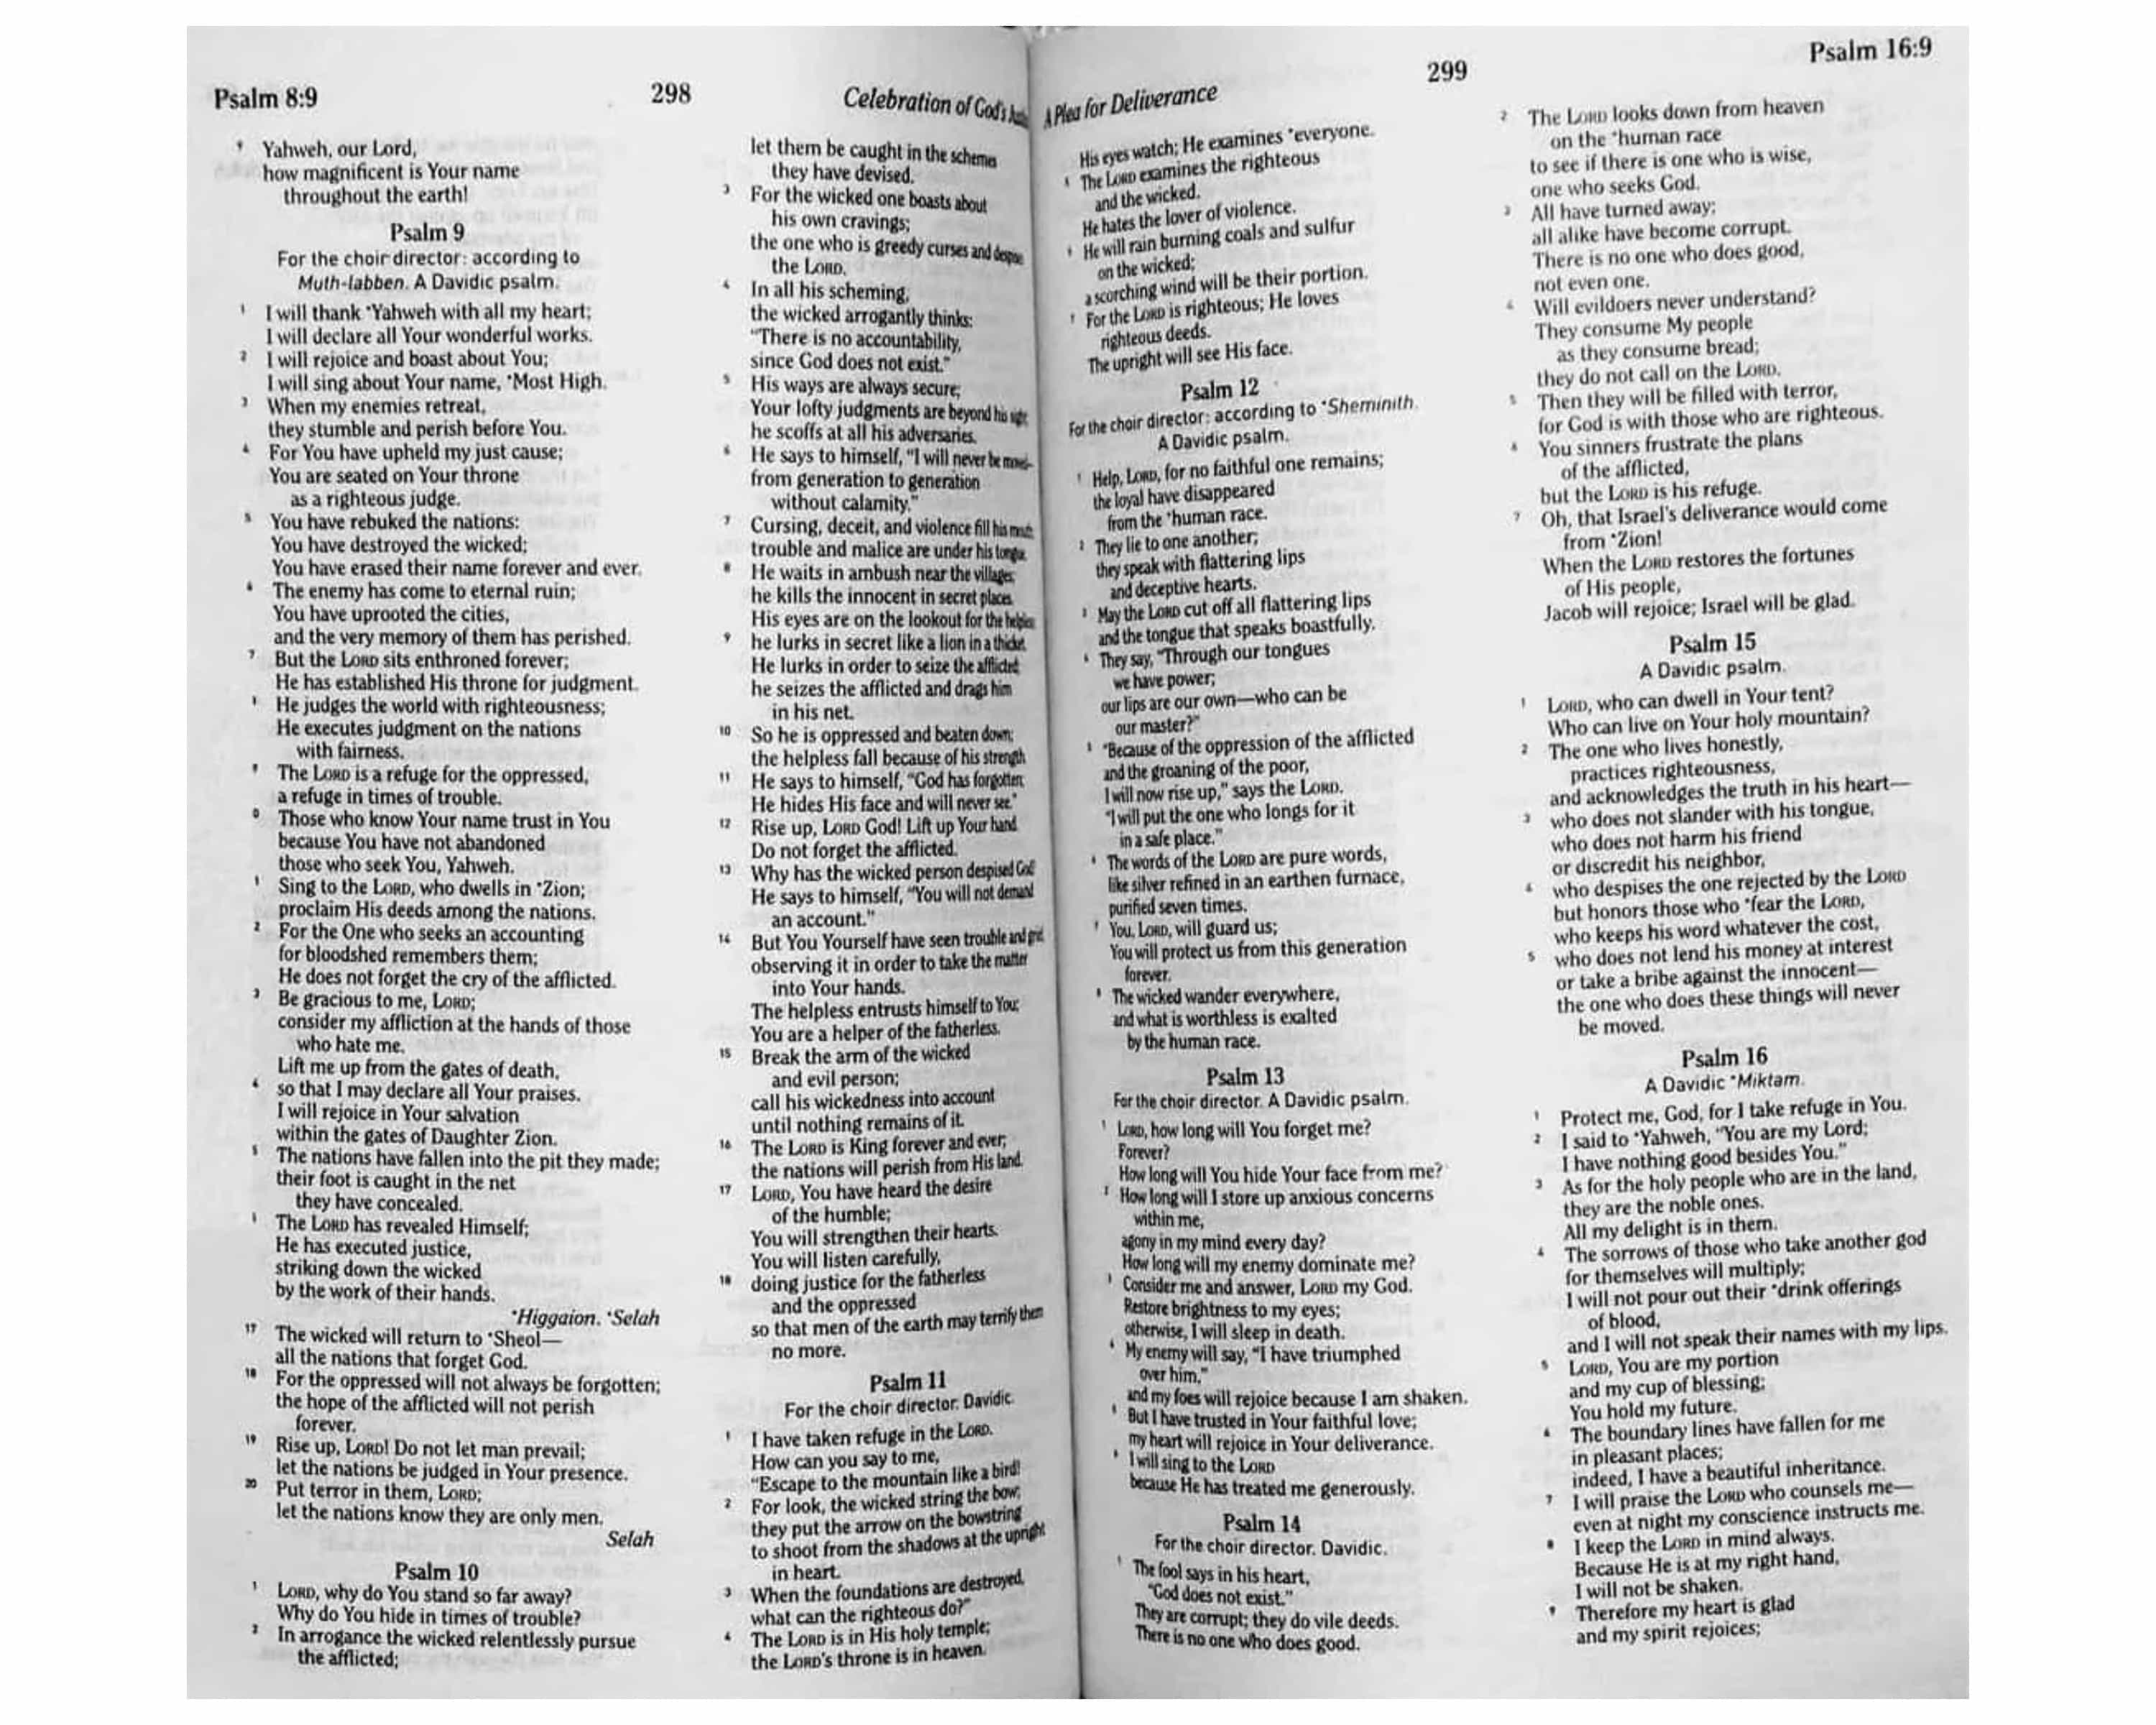 Psalm 8:9
298
Celebration of God's
9 Yahweh, our Lord,
how magnificent is Your name
throughout the earth!
Psalm 9
For the choir director: according to
Muth-labben. A Davidic psalm.
1 I will thank •Yahweh with all my heart;
I will declare all Your wonderful works.
2 I will rejoice and boast about You;
I will sing about Your name, •Most High.
3 When my enemies retreat,
they stumble and perish before You.
4 For You have upheld my just cause;
You are seated on Your throne
as a righteous judge.
5 You have rebuked the nations:
You have destroyed the wicked;
You have erased their name forever and ever.
6 The enemy has come to eternal ruin;
You have uprooted the cities,
and the very memory of them has perished.
7 But the LORD sits enthroned forever;
He has established His throne for judgment.
8 He judges the world with righteousness;
He executes judgment on the nations
with fairness.
9 The LORD is a refuge for the oppressed,
a refuge in times of trouble.
0 Those who know Your name trust in You
because You have not abandoned
those who seek You, Yahweh.
1 Sing to the LORD, who dwells in •Zion;
proclaim His deeds among the nations.
2 For the One who seeks an accounting
for bloodshed remembers them;
He does not forget the cry of the afflicted.
3 Be gracious to me, LORD;
consider my affliction at the hands of those
who hate me.
Lift me up from the gates of death,
4 so that I may declare all Your praises.
I will rejoice in Your salvation
within the gates of Daughter Zion.
5 The nations have fallen into the pit they made;
their foot is caught in the net
they have concealed.
The LORD has revealed Himself;
He has executed justice,
striking down the wicked
by the work of their hands.
•Higgaion. •Selah
17 The wicked will return to •Sheol—
all the nations that forget God.
18 For the oppressed will not always be forgotten;
the hope of the afflicted will not perish
forever.
19 Rise up, LORD! Do not let man prevail;
let the nations be judged in Your presence.
20 Put terror in them, LORD;
let the nations know they are only men.
Selah
Psalm 10
1 LORD, why do You stand so far away?
Why do You hide in times of trouble?
2 In arrogance the wicked relentlessly pursue
the afflicted;
let them be caught in the schemes
they have devised.
3 For the wicked one boasts about
his own cravings;
the one who is greedy curses and despises
the LORD.
4 In all his scheming,
the wicked arrogantly thinks:
"There is no accountability,
since God does not exist."
5 His ways are always secure;
Your lofty judgments are beyond his sight;
he scoffs at all his adversaries.
6 He says to himself, "I will never be moved—
from generation to generation
without calamity."
7 Cursing, deceit, and violence fill his mouth;
trouble and malice are under his tongue.
8 He waits in ambush near the villages;
he kills the innocent in secret places.
His eyes are on the lookout for the helpless;
9 he lurks in secret like a lion in a thicket.
He lurks in order to seize the afflicted;
he seizes the afflicted and drags him
in his net.
10 So he is oppressed and beaten down;
the helpless fall because of his strength
11 He says to himself, "God has forgotten;
He hides His face and will never see."
12 Rise up, LORD God! Lift up Your hand.
Do not forget the afflicted.
13 Why has the wicked person despised God?
He says to himself, "You will not demand
an account."
14 But You Yourself have seen trouble and grief,
observing it in order to take the matter
into Your hands.
The helpless entrusts himself to You;
You are a helper of the fatherless.
15 Break the arm of the wicked
and evil person;
call his wickedness into account
until nothing remains of it.
16 The LORD is King forever and ever;
the nations will perish from His land.
17 LORD, You have heard the desire
of the humble;
You will strengthen their hearts.
You will listen carefully,
18 doing justice for the fatherless
and the oppressed
so that men of the earth may terrify them
no more.
Psalm 11
For the choir director. Davidic.
1 I have taken refuge in the LORD.
How can you say to me,
"Escape to the mountain like a bird!
2 For look, the wicked string the bow;
they put the arrow on the bowstring
to shoot from the shadows at the upright
in heart.
3 When the foundations are destroyed,
what can the righteous do?"
4 The LORD is in His holy temple;
the LORD's throne is in heaven.
A Plea for Deliverance
299
Psalm 16:9
His eyes watch; He examines •everyone.
5 The LORD examines the righteous
and the wicked.
He hates the lover of violence.
6 He will rain burning coals and sulfur
on the wicked;
a scorching wind will be their portion.
7 For the LORD is righteous; He loves
righteous deeds.
The upright will see His face.
Psalm 12
For the choir director: according to •Sheminith.
A Davidic psalm.
1 Help, LORD, for no faithful one remains;
the loyal have disappeared
from the •human race.
2 They lie to one another;
they speak with flattering lips
and deceptive hearts.
3 May the LORD cut off all flattering lips
and the tongue that speaks boastfully.
4 They say, "Through our tongues
we have power;
our lips are our own—who can be
our master?"
5 "Because of the oppression of the afflicted
and the groaning of the poor,
I will now rise up," says the LORD.
"I will put the one who longs for it
in a safe place."
6 The words of the LORD are pure words,
like silver refined in an earthen furnace,
purified seven times.
7 You, LORD, will guard us;
You will protect us from this generation
forever.
8 The wicked wander everywhere,
and what is worthless is exalted
by the human race.
Psalm 13
For the choir director. A Davidic psalm.
1 LORD, how long will You forget me?
Forever?
How long will You hide Your face from me?
2 How long will I store up anxious concerns
within me,
agony in my mind every day?
How long will my enemy dominate me?
3 Consider me and answer, LORD my God.
Restore brightness to my eyes;
otherwise, I will sleep in death.
4 My enemy will say, "I have triumphed
over him,"
and my foes will rejoice because I am shaken.
5 But I have trusted in Your faithful love;
my heart will rejoice in Your deliverance.
6 I will sing to the LORD
because He has treated me generously.
Psalm 14
For the choir director. Davidic.
1 The fool says in his heart,
"God does not exist."
They are corrupt; they do vile deeds.
There is no one who does good.
2 The LORD looks down from heaven
on the •human race
to see if there is one who is wise,
one who seeks God.
3 All have turned away;
all alike have become corrupt.
There is no one who does good,
not even one.
4 Will evildoers never understand?
They consume My people
as they consume bread;
they do not call on the LORD.
5 Then they will be filled with terror,
for God is with those who are righteous.
6 You sinners frustrate the plans
of the afflicted,
but the LORD is his refuge.
7 Oh, that Israel's deliverance would come
from •Zion!
When the LORD restores the fortunes
of His people,
Jacob will rejoice; Israel will be glad.
Psalm 15
A Davidic psalm.
1 LORD, who can dwell in Your tent?
Who can live on Your holy mountain?
2 The one who lives honestly,
practices righteousness,
and acknowledges the truth in his heart—
3 who does not slander with his tongue,
who does not harm his friend
or discredit his neighbor,
4 who despises the one rejected by the LORD
but honors those who •fear the LORD,
who keeps his word whatever the cost,
5 who does not lend his money at interest
or take a bribe against the innocent—
the one who does these things will never
be moved.
Psalm 16
A Davidic •Miktam.
1 Protect me, God, for I take refuge in You.
2 I said to •Yahweh, "You are my Lord;
I have nothing good besides You."
3 As for the holy people who are in the land,
they are the noble ones.
All my delight is in them.
4 The sorrows of those who take another god
for themselves will multiply;
I will not pour out their •drink offerings
of blood,
and I will not speak their names with my lips.
5 LORD, You are my portion
and my cup of blessing;
You hold my future.
6 The boundary lines have fallen for me
in pleasant places;
indeed, I have a beautiful inheritance.
7 I will praise the LORD who counsels me—
even at night my conscience instructs me.
8 I keep the LORD in mind always.
Because He is at my right hand,
I will not be shaken.
9 Therefore my heart is glad
and my spirit rejoices;